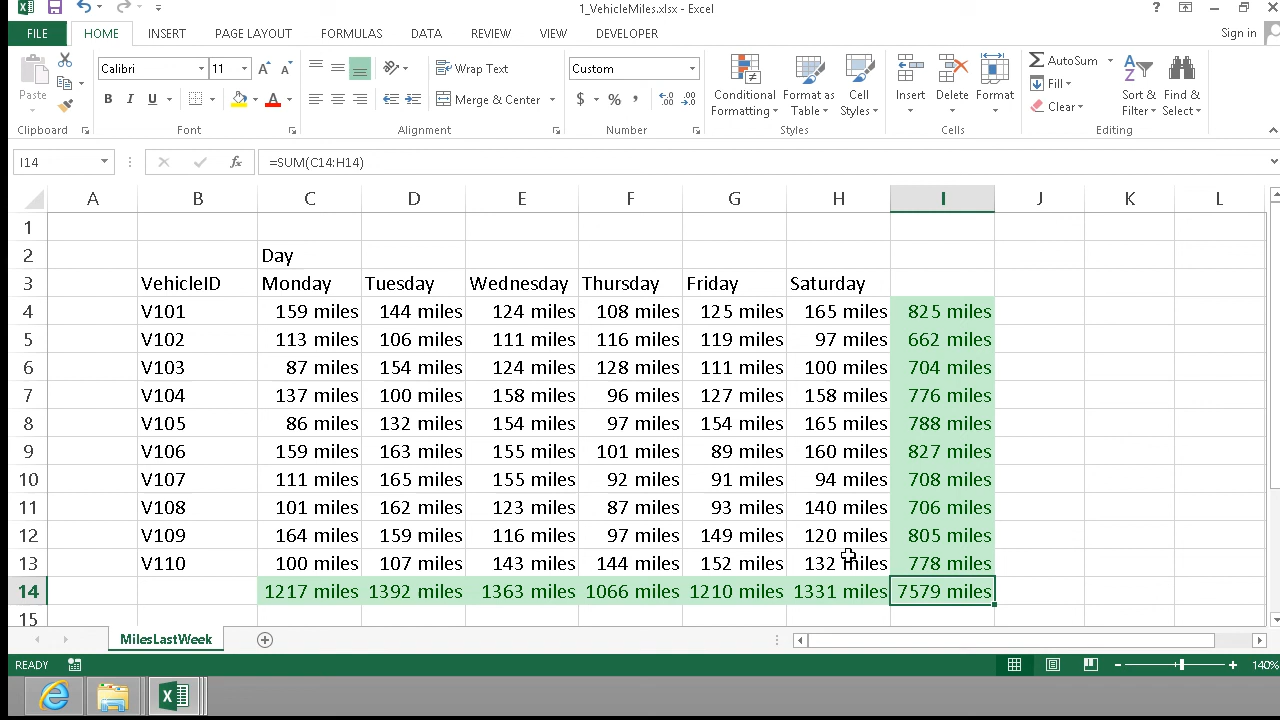 1_VehicleMiles.xlsx - Excel
?
FILE HOME INSERT PAGE LAYOUT FORMULAS DATA REVIEW VIEW DEVELOPER Sign in
Paste
Clipboard
Calibri 11
B I U A
Font
Wrap Text
Merge & Center
Alignment
Custom
$ % ,
Number
Conditional Formatting
Format as Table
Cell Styles
Styles
Insert Delete Format
Cells
AutoSum
Fill
Clear
Sort & Filter
Find & Select
Editing
I14 fx =SUM(C14:H14)
A B C D E F G H I J K L
1
2 Day
3 VehicleID Monday Tuesday Wednesday Thursday Friday Saturday
4 V101 159 miles 144 miles 124 miles 108 miles 125 miles 165 miles 825 miles
5 V102 113 miles 106 miles 111 miles 116 miles 119 miles 97 miles 662 miles
6 V103 87 miles 154 miles 124 miles 128 miles 111 miles 100 miles 704 miles
7 V104 137 miles 100 miles 158 miles 96 miles 127 miles 158 miles 776 miles
8 V105 86 miles 132 miles 154 miles 97 miles 154 miles 165 miles 788 miles
9 V106 159 miles 163 miles 155 miles 101 miles 89 miles 160 miles 827 miles
10 V107 111 miles 165 miles 155 miles 92 miles 91 miles 94 miles 708 miles
11 V108 101 miles 162 miles 123 miles 87 miles 93 miles 140 miles 706 miles
12 V109 164 miles 159 miles 116 miles 97 miles 149 miles 120 miles 805 miles
13 V110 100 miles 107 miles 143 miles 144 miles 152 miles 132 miles 778 miles
14 1217 miles 1392 miles 1363 miles 1066 miles 1210 miles 1331 miles 7579 miles
15
MilesLastWeek
READY 140%